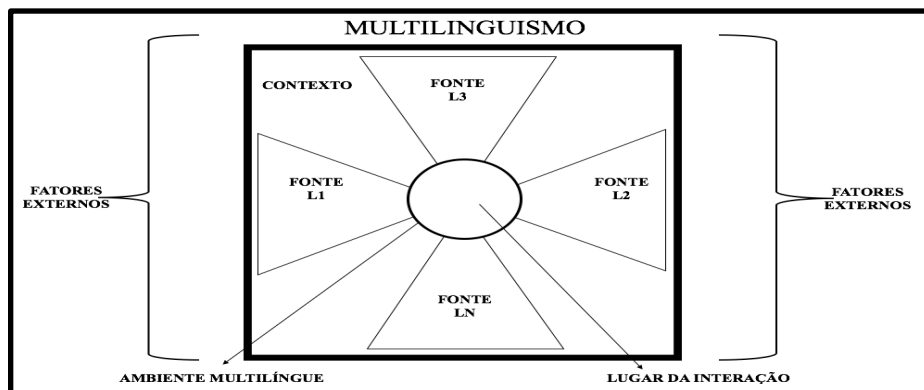 MULTILINGUISMO
CONTEXTO
FONTE
L3
FATORES
EXTERNOS
FONTE
L1
FONTE
L2
FATORES
EXTERNOS
FONTE
LN
AMBIENTE MULTILÍNGUE
LUGAR DA INTERAÇÃO